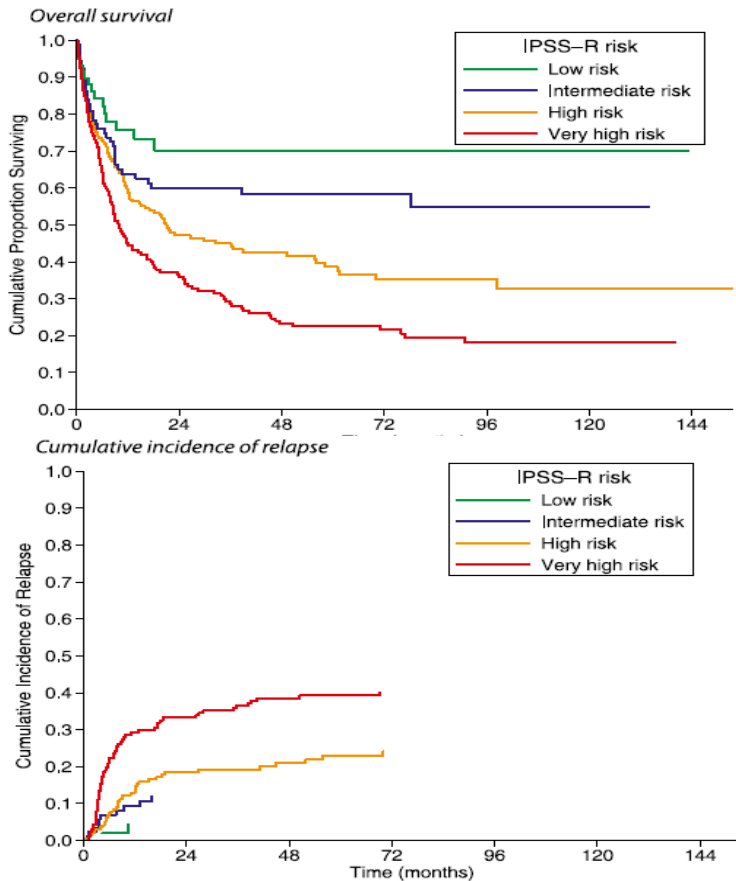 Overall survival
IPSS–R risk
Low risk
Intermediate risk
High risk
Very high risk
Cumulative Proportion Surviving
1.0
0.9
0.8
0.7
0.6
0.5
0.4
0.3
0.2
0.1
0.0
0 24 48 72 96 120 144
Cumulative incidence of relapse
IPSS–R risk
Low risk
Intermediate risk
High risk
Very high risk
Cumulative Incidence of Relapse
1.0
0.9
0.8
0.7
0.6
0.5
0.4
0.3
0.2
0.1
0.0
0 24 48 72 96 120 144
Time (months)